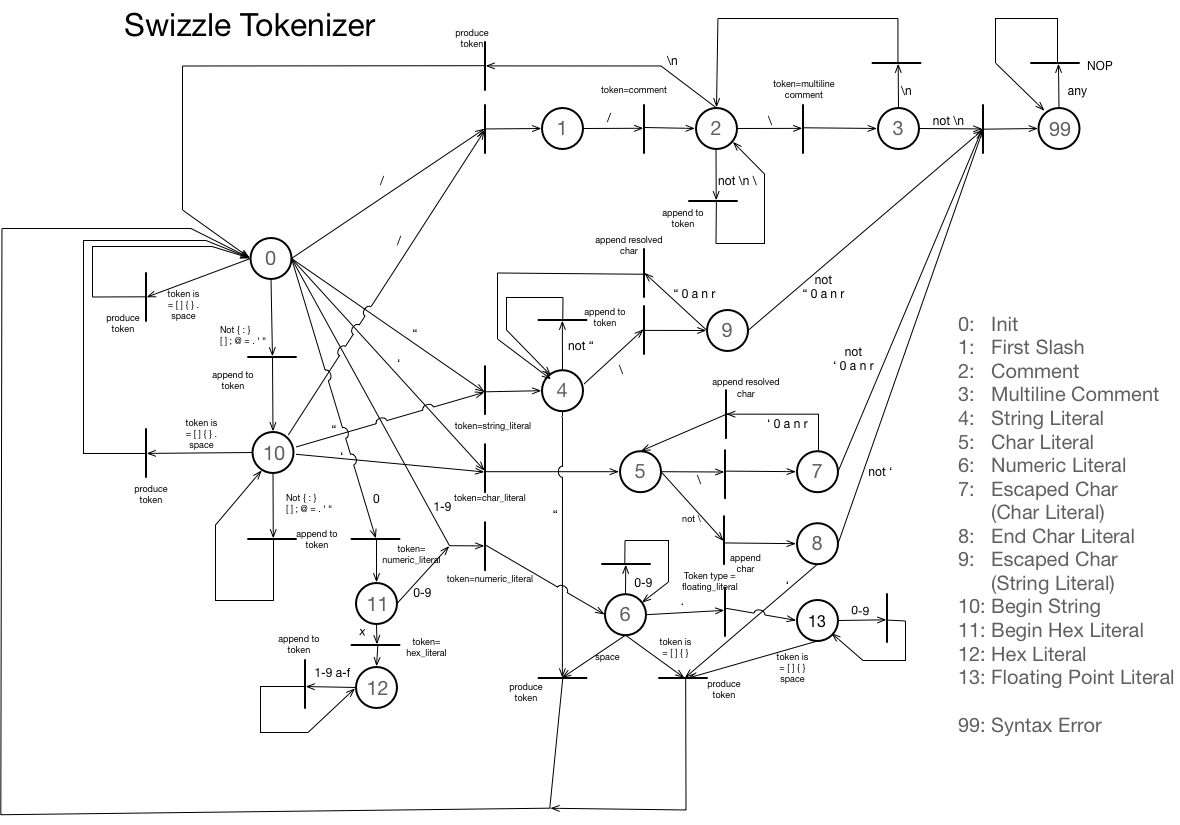 Swizzle Tokenizer
produce
token
\n
token=comment
token=multiline
comment
\n
NOP
any
/
1
/
2
\
3
not \n
99
not \n \
append to
token
/
/
0
append resolved
char
token is
= [ ] { } .
space
produce
token
Not { : }
[ ] ; @ = . ‘ “
append to
token
“ 0 a n r
not
“ 0 a n r
append to
token
not “
9
\
“
‘
4
0: Init
1: First Slash
2: Comment
3: Multiline Comment
4: String Literal
5: Char Literal
6: Numeric Literal
7: Escaped Char
(Char Literal)
8: End Char Literal
9: Escaped Char
(String Literal)
10: Begin String
11: Begin Hex Literal
12: Hex Literal
13: Floating Point Literal
99: Syntax Error
not
‘ 0 a n r
append resolved
char
‘ 0 a n r
token is
= [ ] { } .
space
10
“
‘
token=string_literal
token=char_literal
5
\
7
not ‘
produce
token
Not { : }
[ ] ; @ = . ‘ “
append to
token
0
1-9
“
not \
append
char
8
token=
numeric_literal
token=numeric_literal
0-9
11
0-9
Token type =
floating_literal
‘
6
.
13
0-9
x
token=
hex_literal
append to
token
1-9 a-f
12
space
token is
= [ ] { }
token is
= [ ] { }
space
produce
token
produce
token